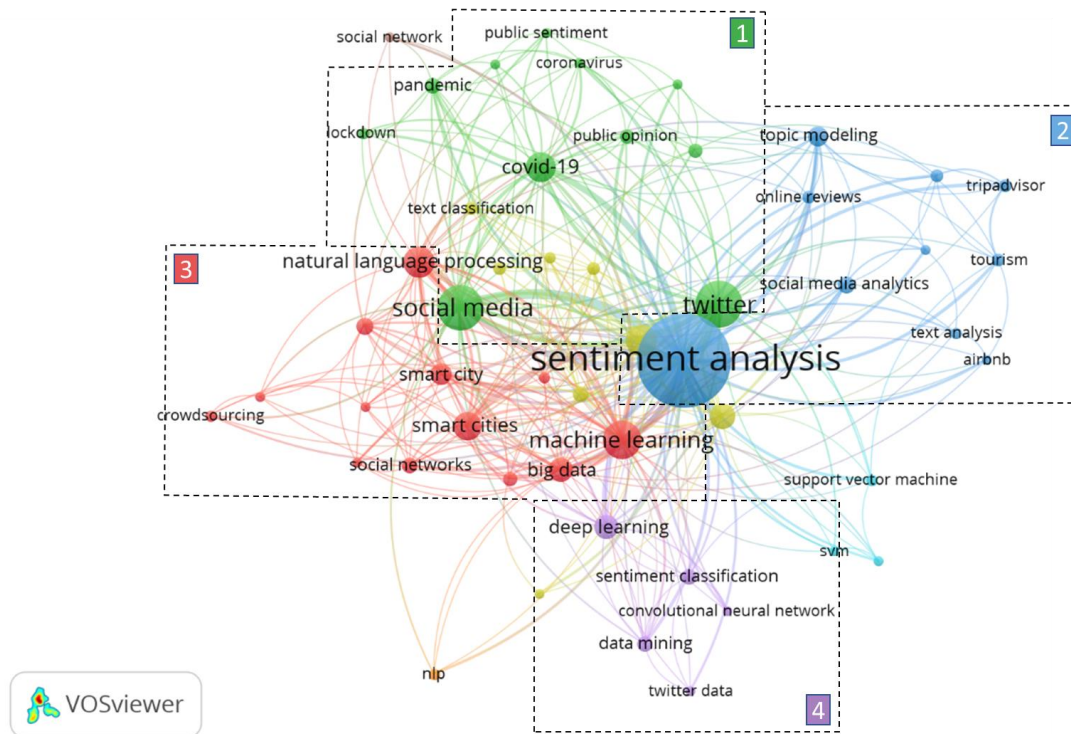 social network
public sentiment
1
coronavirus
pandemic
lockdown
public opinion
topic modeling
2
covid-19
tripadvisor
online reviews
text classification
3
natural language processing
tourism
social media analytics
social media
twitter
text analysis
sentiment analysis
airbnb
smart city
crowdsourcing
smart cities
machine learning
social networks
big data
support vector machine
deep learning
svm
sentiment classification
convolutional neural network
data mining
nlp
twitter data
4
VOSviewer